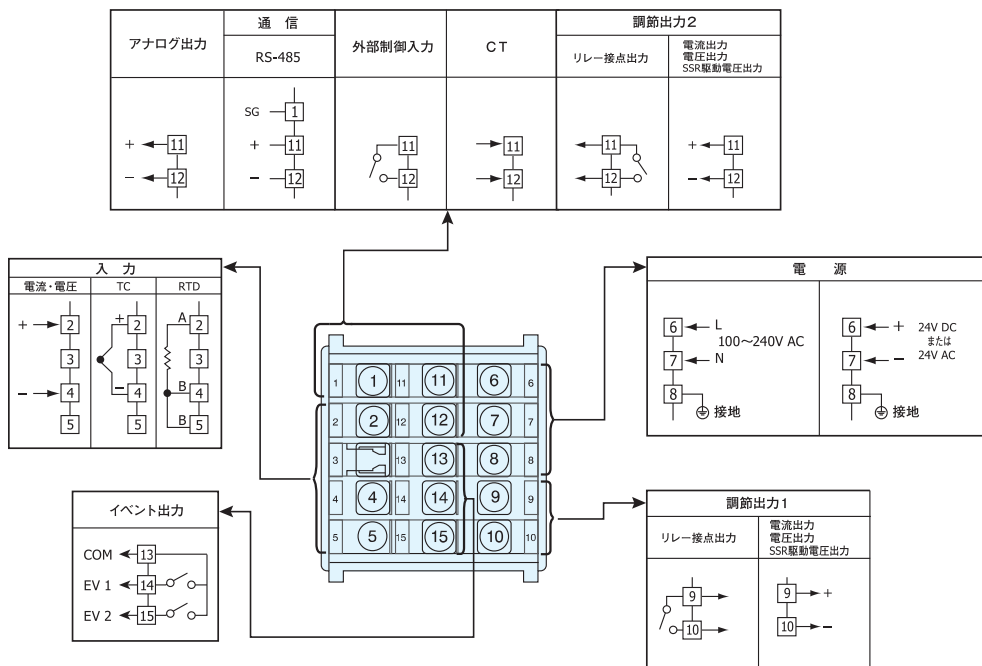 アナログ出力
通 信
RS-485
外部制御入力
CT
調節出力2
リレー接点出力
電流出力
電圧出力
SSR駆動電圧出力
+ 11
- 12
SG 1
+ 11
- 12
11
12
11
12
11
12
+ 11
- 12
入 力
電流・電圧
TC
RTD
+ 2
3
- 4
5
+ 2
3
- 4
5
A 2
3
B 4
B 5
イベント出力
COM 13
EV 1 14
EV 2 15
1 1 11 11 6 6
2 2 12 12 7 7
3 13 13 8 8
4 4 14 14 9 9
5 5 15 15 10 10
電 源
6 L
100~240V AC
7 N
8
接地
6 +
24V DC
または
24V AC
7 -
8
接地
調節出力1
リレー接点出力
電流出力
電圧出力
SSR駆動電圧出力
9
10
9 +
10 -